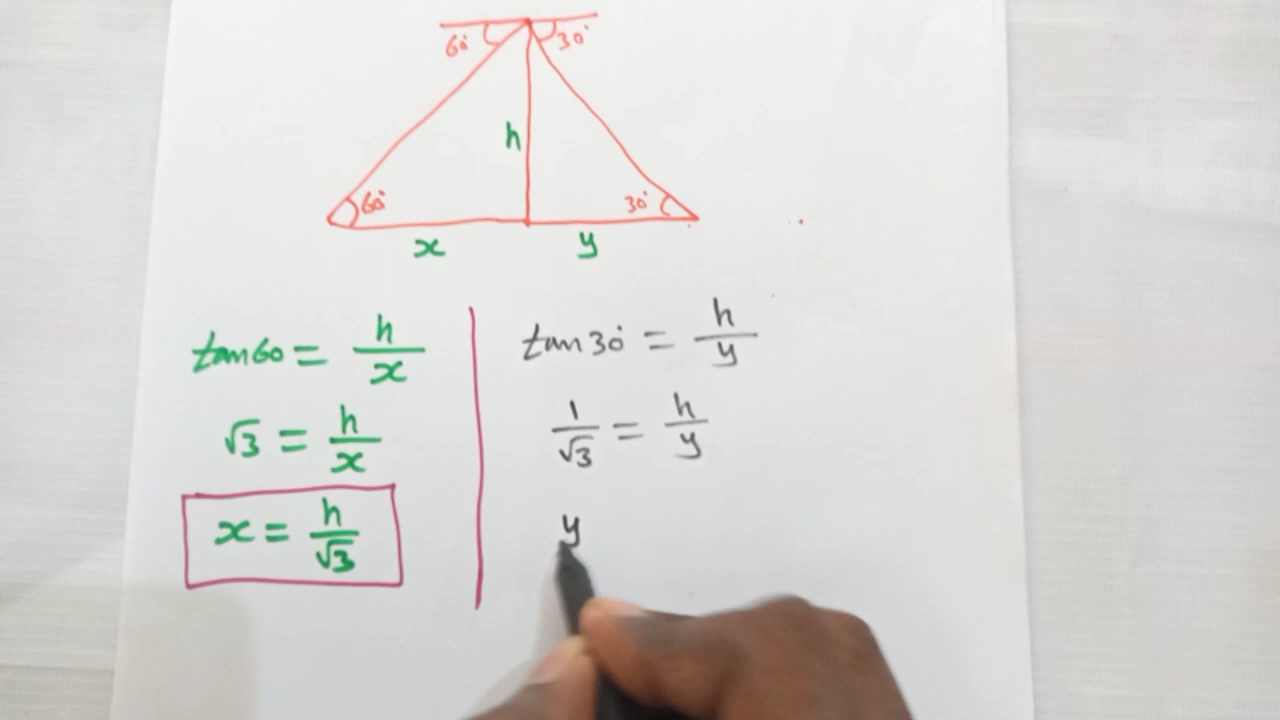 60° 30°
h
60° 30°
x y
tan60 = h/x
√3 = h/x
x = h/√3
tan30° = h/y
1/√3 = h/y
y